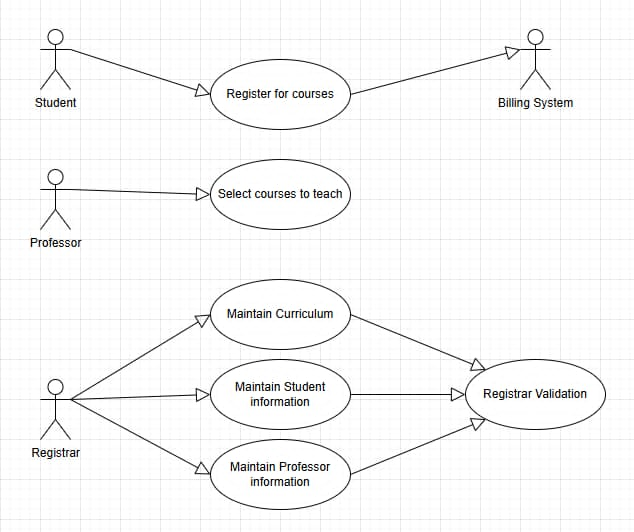 Register for courses
Student
Billing System
Select courses to teach
Professor
Maintain Curriculum
Maintain Student
information
Registrar Validation
Registrar
Maintain Professor
information